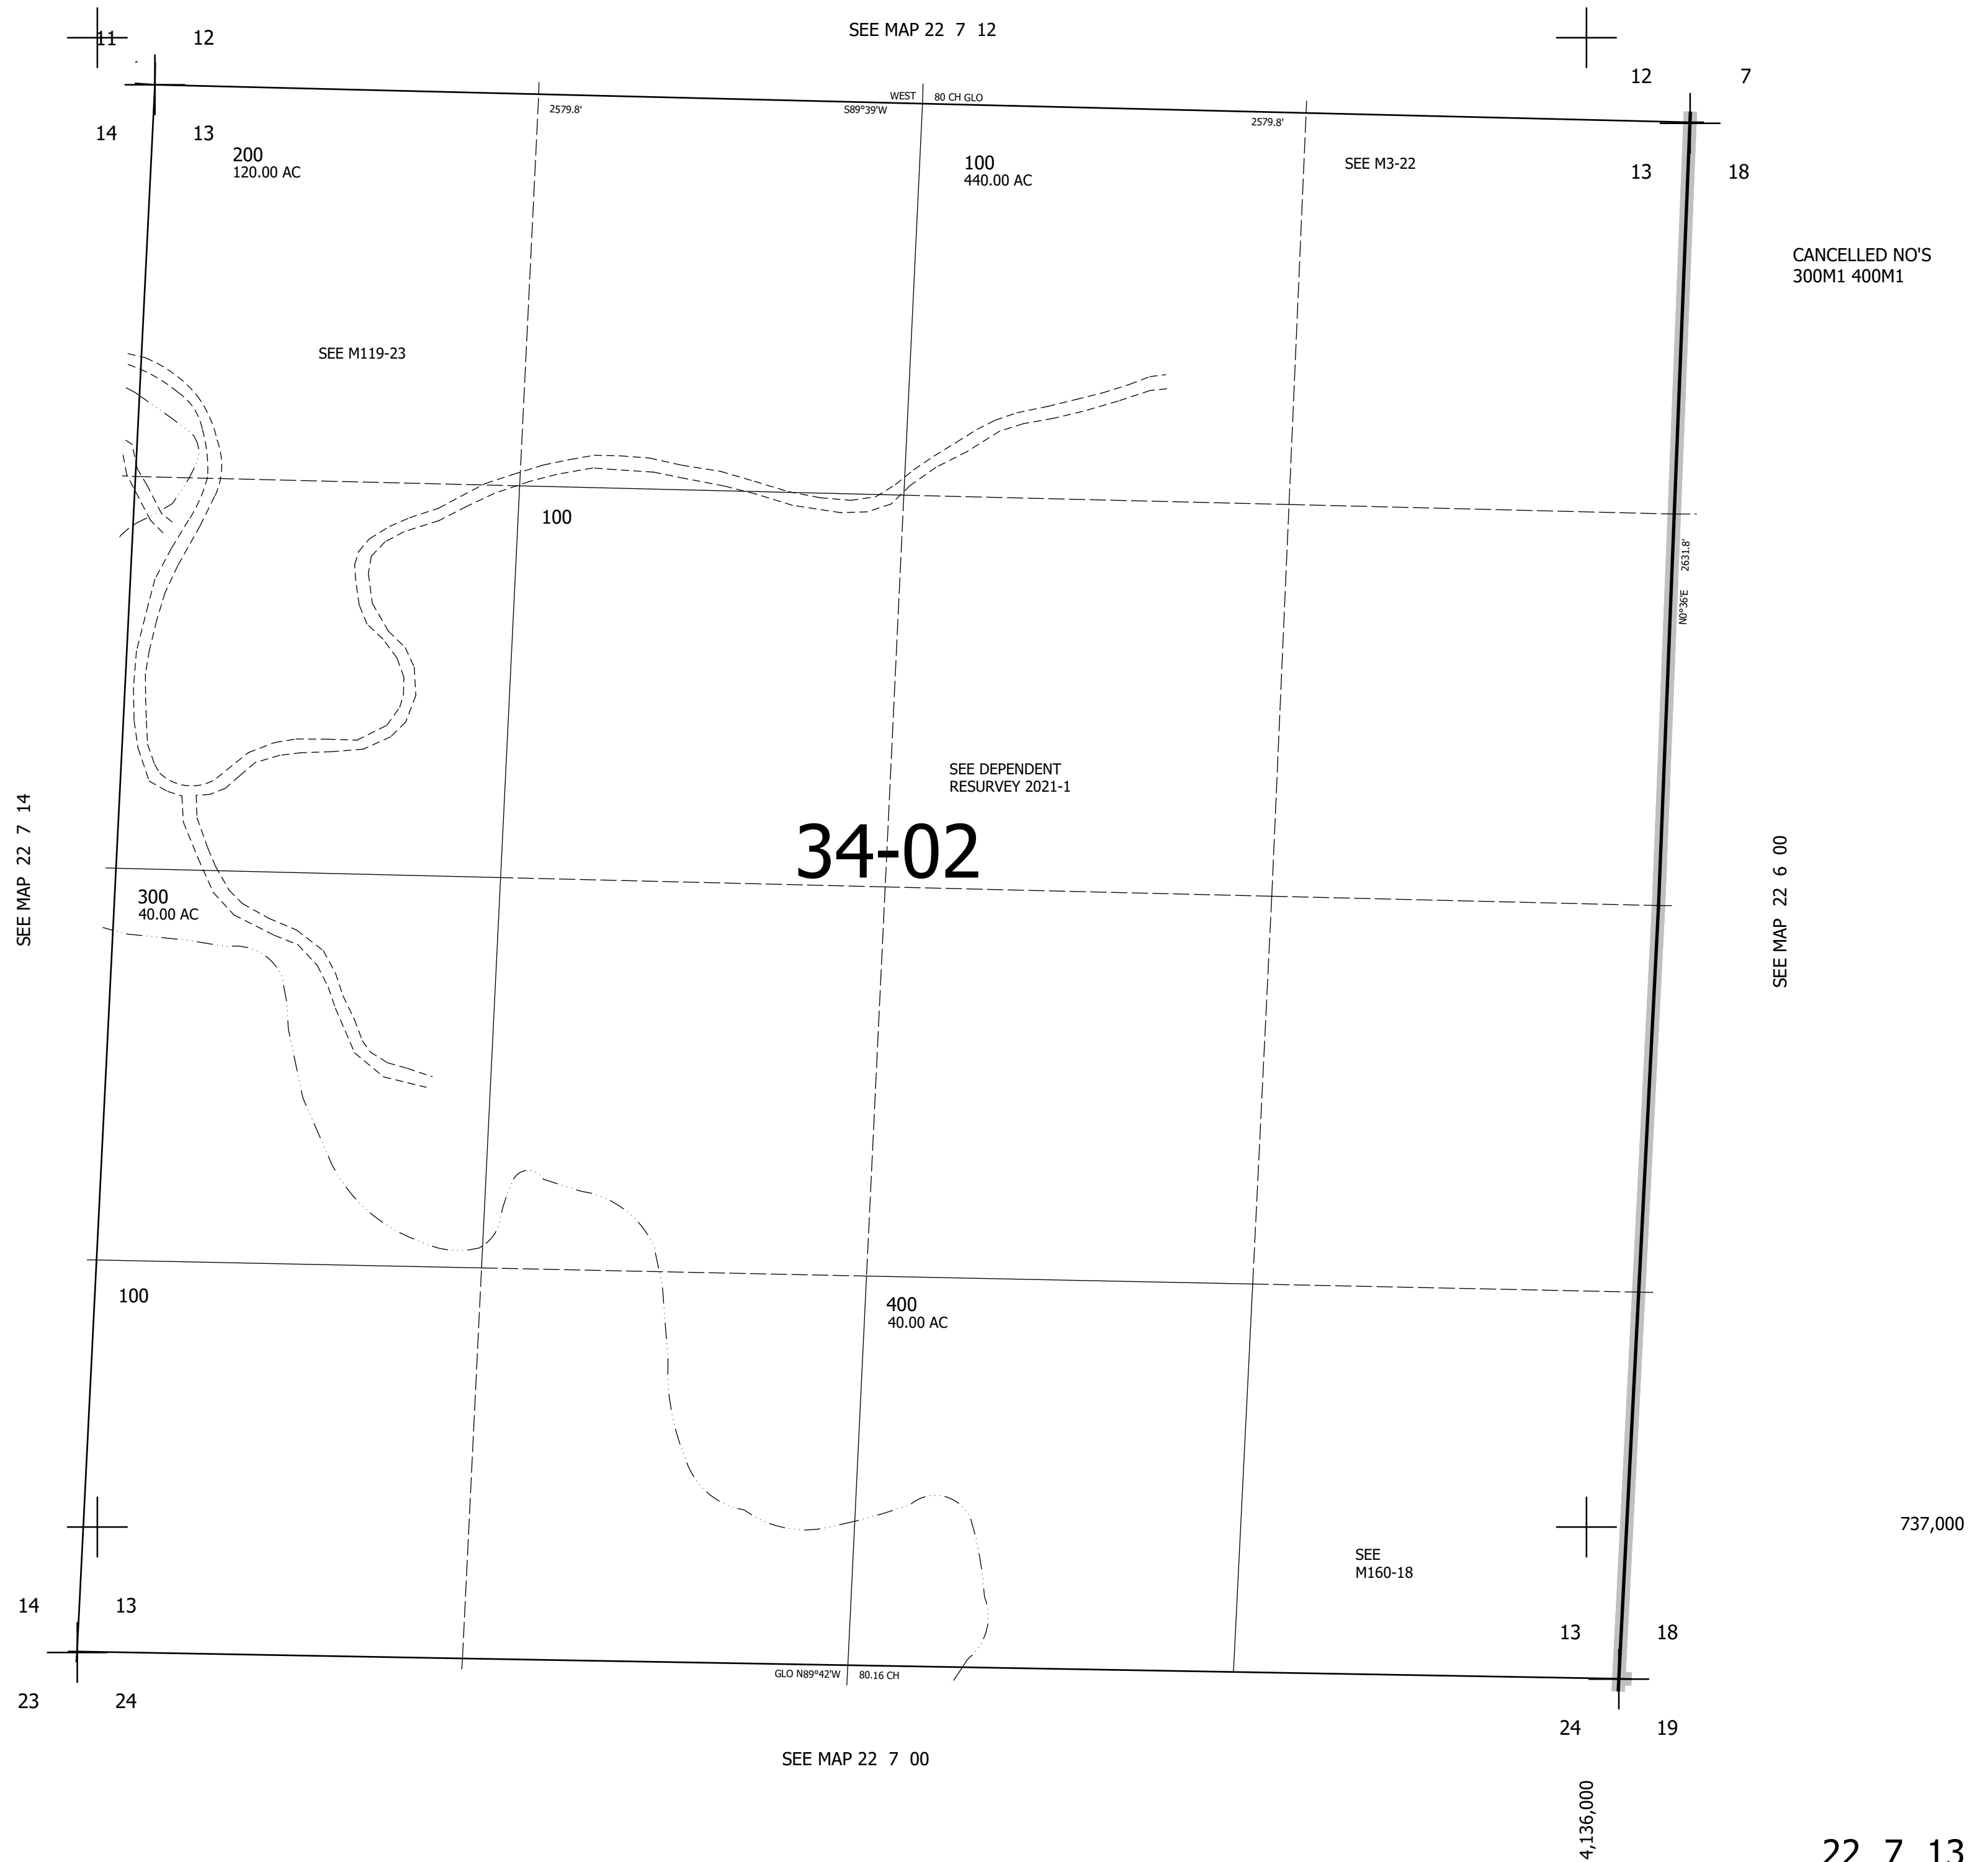 SEE MAP 22 7 12
11 12
12 7
WEST 80 CH GLO
2579.8' S89°39'W 2579.8'
14 13
13 18
200
120.00 AC
100
440.00 AC
SEE M3-22
CANCELLED NO'S
300M1 400M1
SEE M119-23
100
2631.8'
N0°36'E
SEE DEPENDENT
RESURVEY 2021-1
34-02
SEE MAP 22 7 14
SEE MAP 22 6 00
300
40.00 AC
100
400
40.00 AC
737,000
SEE
M160-18
14 13
13 18
GLO N89°42'W 80.16 CH
23 24
24 19
SEE MAP 22 7 00
4,136,000
22 7 13